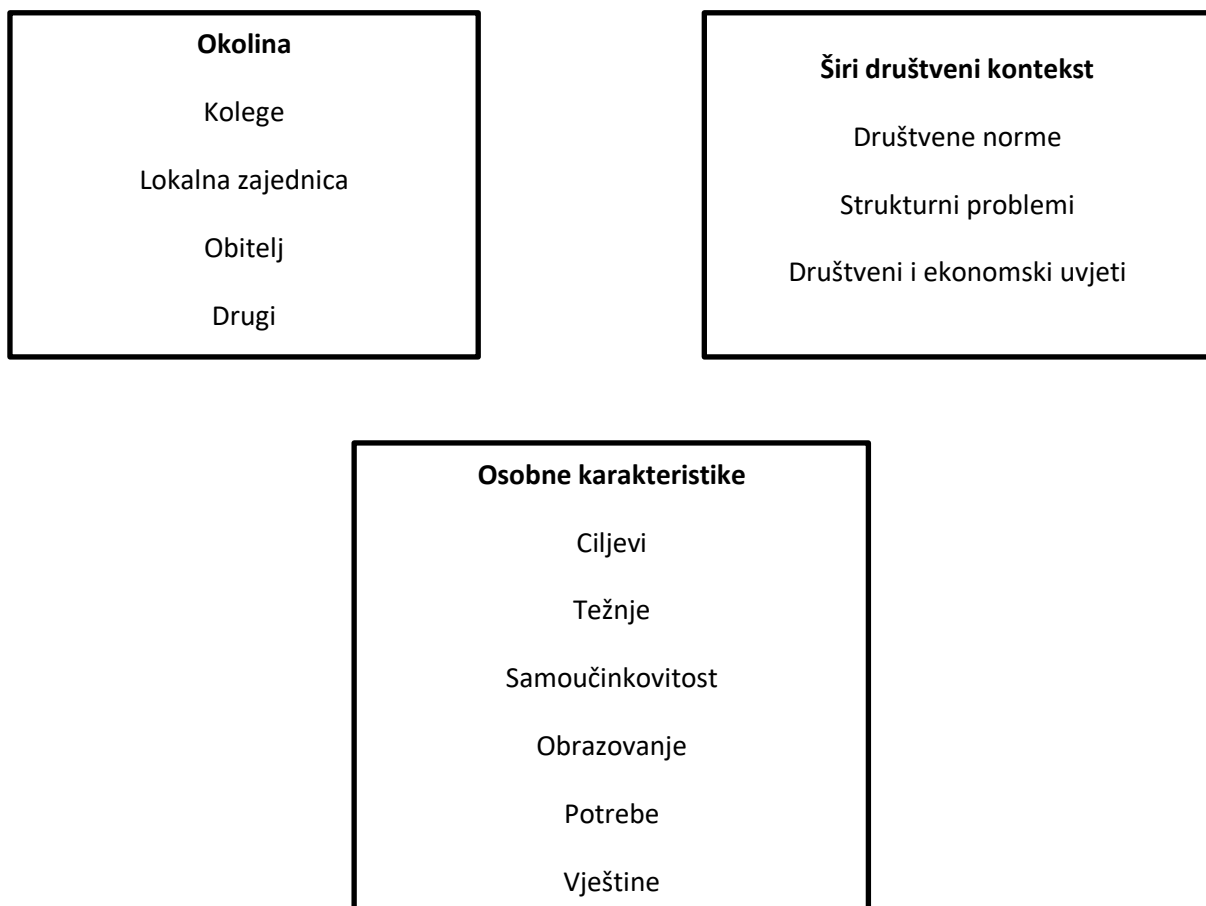 Okolina
Kolege
Lokalna zajednica
Obitelj
Drugi
Širi društveni kontekst
Društvene norme
Strukturni problemi
Društveni i ekonomski uvjeti
Osobne karakteristike
Ciljevi
Težnje
Samoučinkovitost
Obrazovanje
Potrebe
Vještine